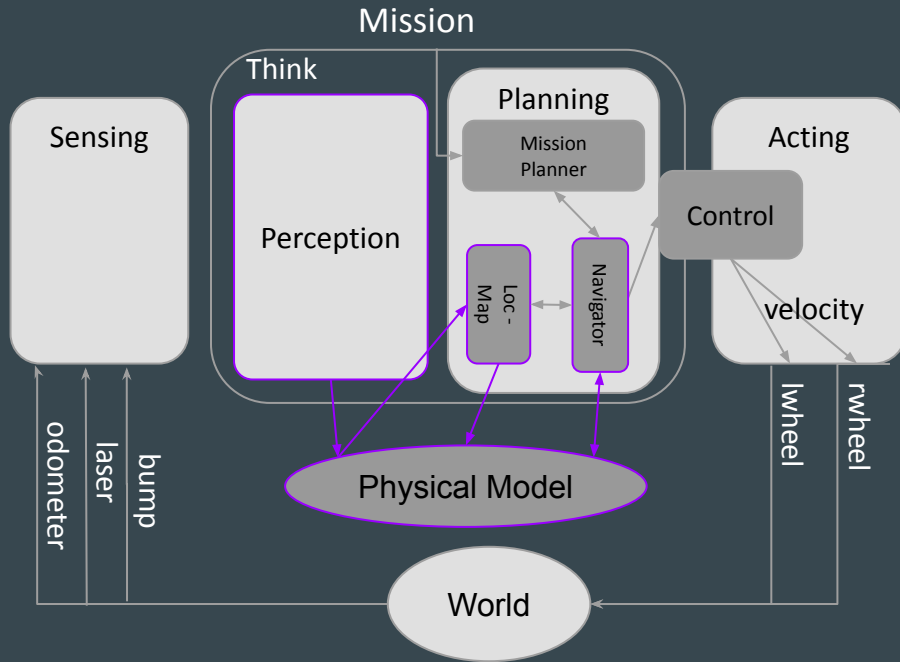 Mission
Think
Sensing
Perception
Planning
Mission
Planner
Loc -
Map
Navigator
Acting
Control
velocity
odometer
laser
bump
lwheel
rwheel
Physical Model
World